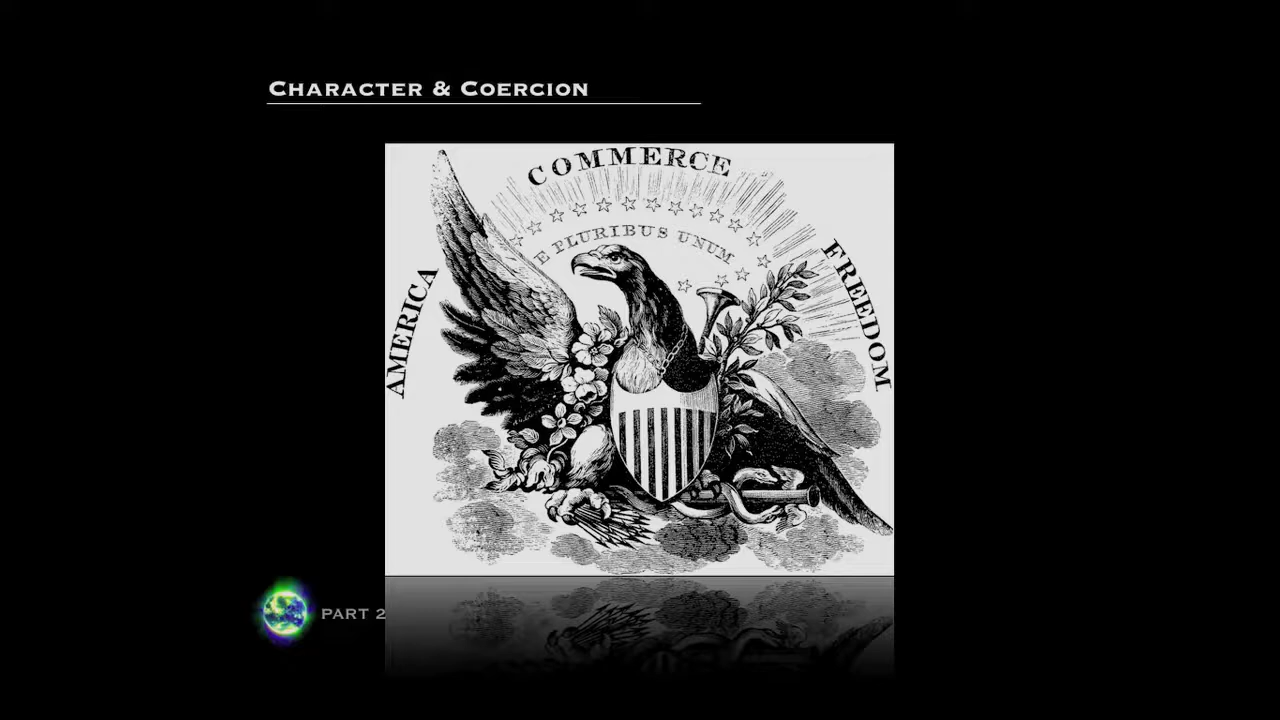 Character & Coercion
COMMERCE
E PLURIBUS UNUM
AMERICA
FREEDOM
PART 2